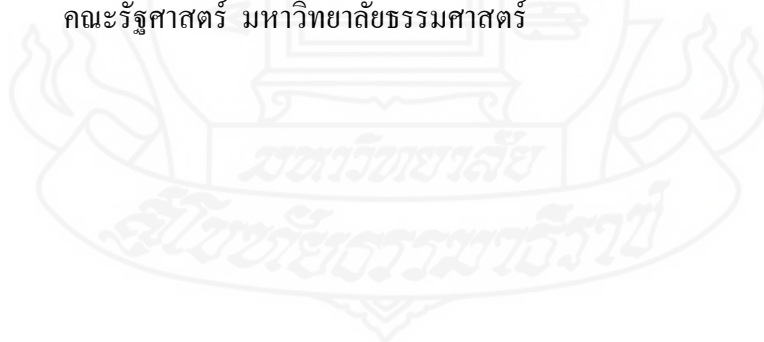 คณะรัฐศาสตร์ มหาวิทยาลัยธรรมศาสตร์
มหาวิทยาลัย
สุโขทัยธรรมาธิราช